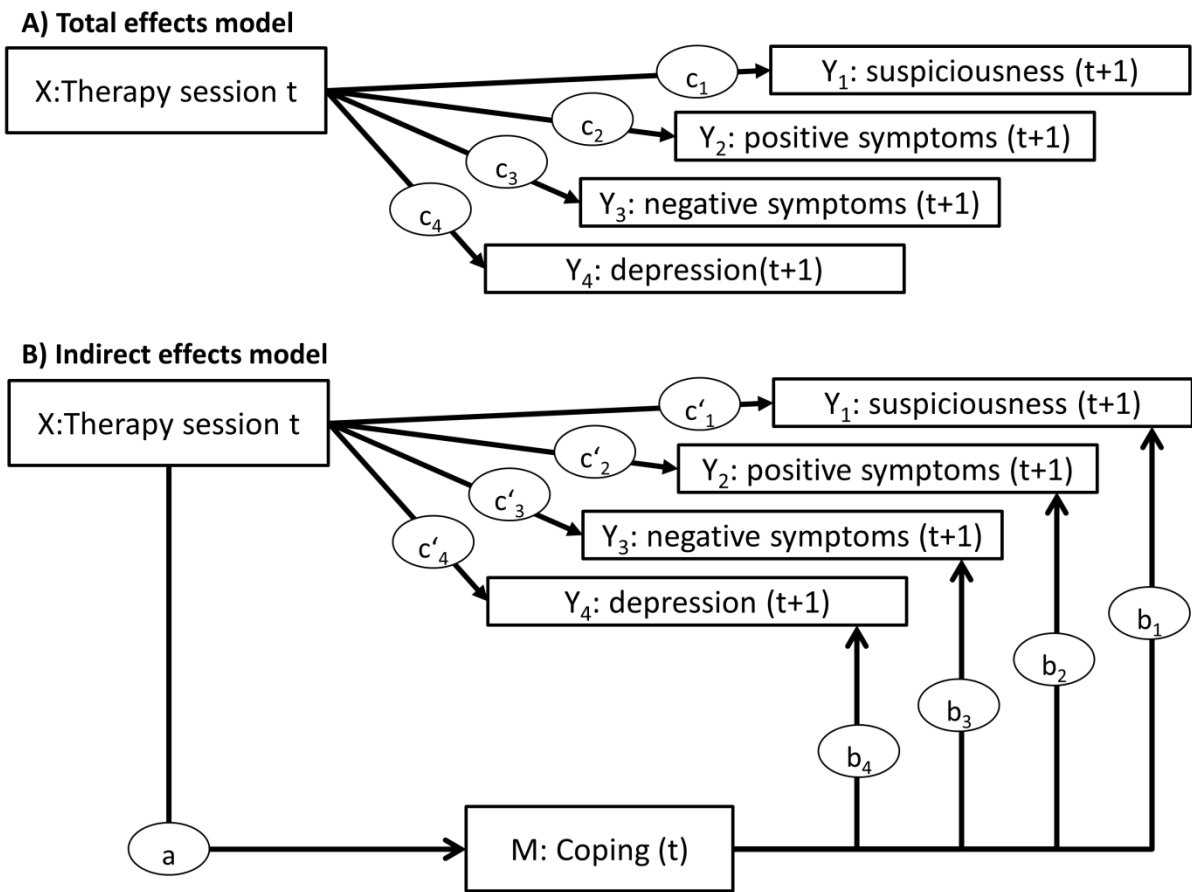 A) Total effects model
X:Therapy session t
c₁
Y₁: suspiciousness (t+1)
c₂
Y₂: positive symptoms (t+1)
c₃
Y₃: negative symptoms (t+1)
c₄
Y₄: depression(t+1)
B) Indirect effects model
X:Therapy session t
c‘₁
Y₁: suspiciousness (t+1)
c‘₂
Y₂: positive symptoms (t+1)
c‘₃
Y₃: negative symptoms (t+1)
c‘₄
Y₄: depression (t+1)
b₁
b₂
b₃
b₄
a
M: Coping (t)